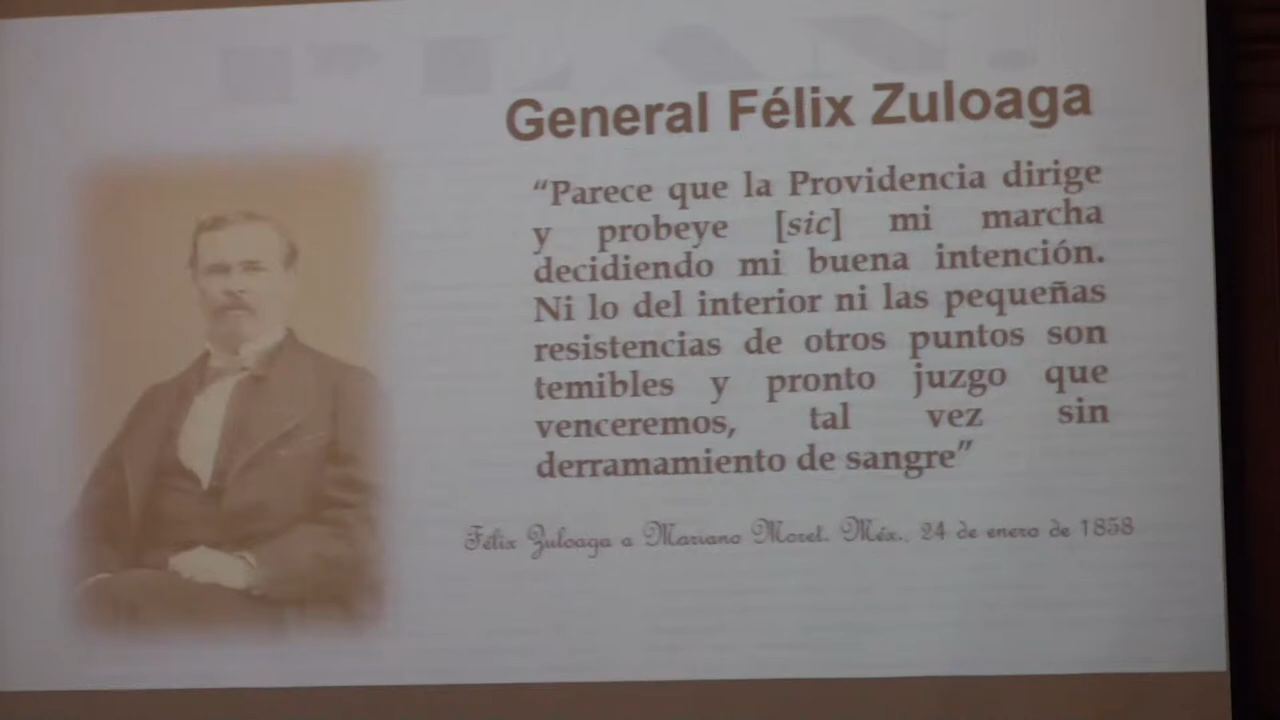 General Félix Zuloaga
“Parece que la Providencia dirige
y probeye [sic] mi marcha
decidiendo mi buena intención.
Ni lo del interior ni las pequeñas
resistencias de otros puntos son
temibles y pronto juzgo que
venceremos, tal vez sin
derramamiento de sangre”
Félix Zuloaga a Mariano Moret. Méx., 24 de enero de 1858